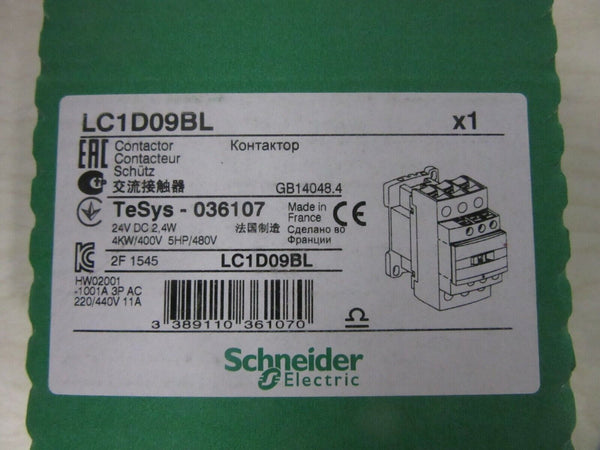 LC1D09BL x1
EAC Contactor Контактор
Contacteur
Schütz
交流接触器 GB14048.4
TeSys - 036107 Made in France CE
24V DC 2,4W 法国制造 Сделано во Франции
4KW/400V 5HP/480V
2F 1545 LC1D09BL
HW02001
-1001A 3P AC
220/440V 11A
3 389110 361070
Schneider
Electric